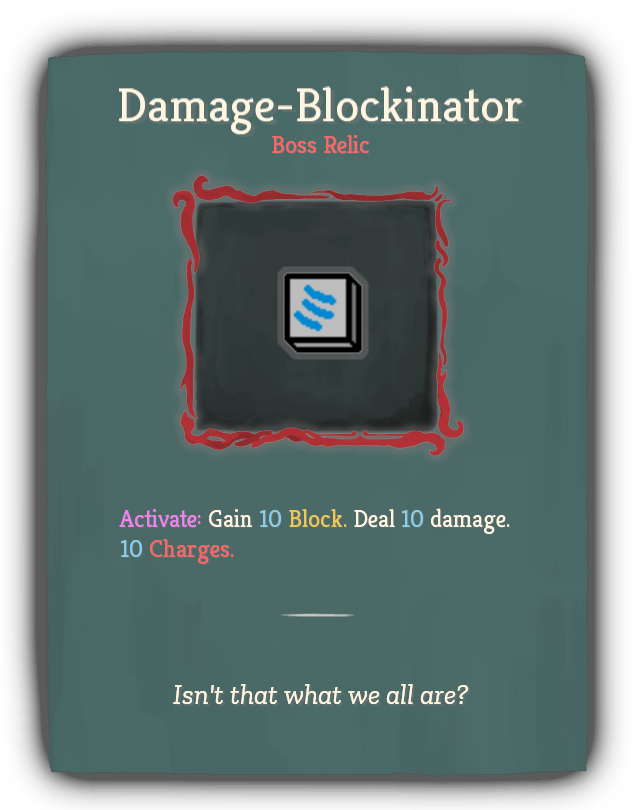 Damage-Blockinator
Boss Relic
Activate: Gain 10 Block. Deal 10 damage.
10 Charges.
Isn't that what we all are?